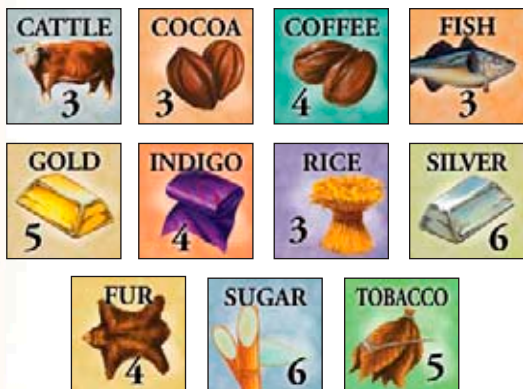 CATTLE
3
COCOA
3
COFFEE
4
FISH
3
GOLD
5
INDIGO
4
RICE
3
SILVER
6
FUR
4
SUGAR
6
TOBACCO
5